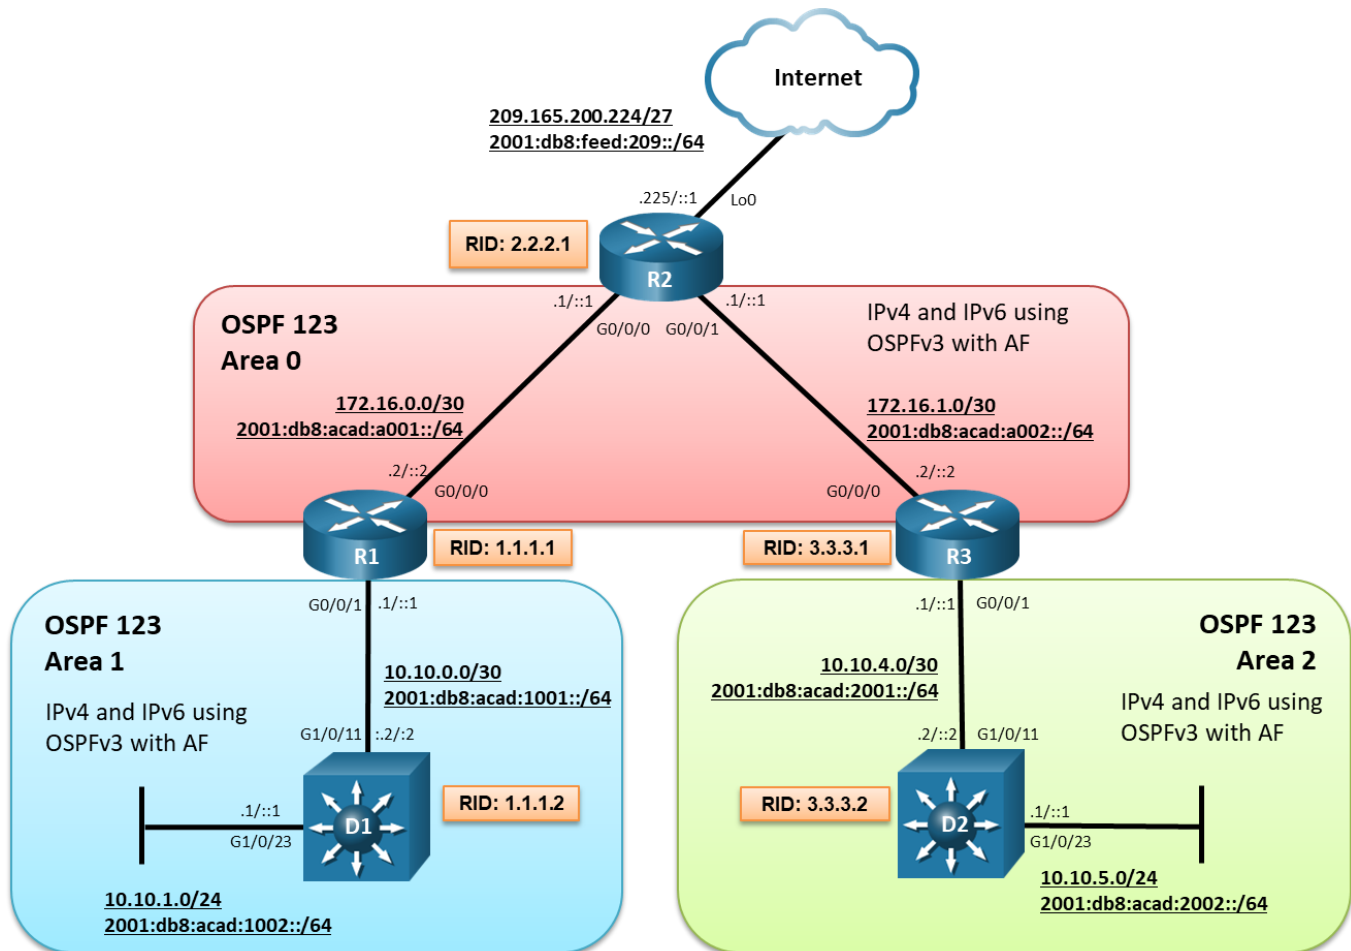 Internet
209.165.200.224/27
2001:db8:feed:209::/64
.225/::1
Lo0
RID: 2.2.2.1
R2
.1/::1
.1/::1
G0/0/0
G0/0/1
OSPF 123
Area 0
IPv4 and IPv6 using
OSPFv3 with AF
172.16.0.0/30
2001:db8:acad:a001::/64
172.16.1.0/30
2001:db8:acad:a002::/64
.2/::2
G0/0/0
.2/::2
G0/0/0
R1
RID: 1.1.1.1
RID: 3.3.3.1
R3
G0/0/1
.1/::1
OSPF 123
Area 1
10.10.0.0/30
2001:db8:acad:1001::/64
IPv4 and IPv6 using
OSPFv3 with AF
G1/0/11
:.2/:2
D1
RID: 1.1.1.2
.1/::1
G1/0/23
10.10.1.0/24
2001:db8:acad:1002::/64
.1/::1
G0/0/1
OSPF 123
Area 2
10.10.4.0/30
2001:db8:acad:2001::/64
IPv4 and IPv6 using
OSPFv3 with AF
.2/::2
G1/0/11
RID: 3.3.3.2
D2
.1/::1
G1/0/23
10.10.5.0/24
2001:db8:acad:2002::/64